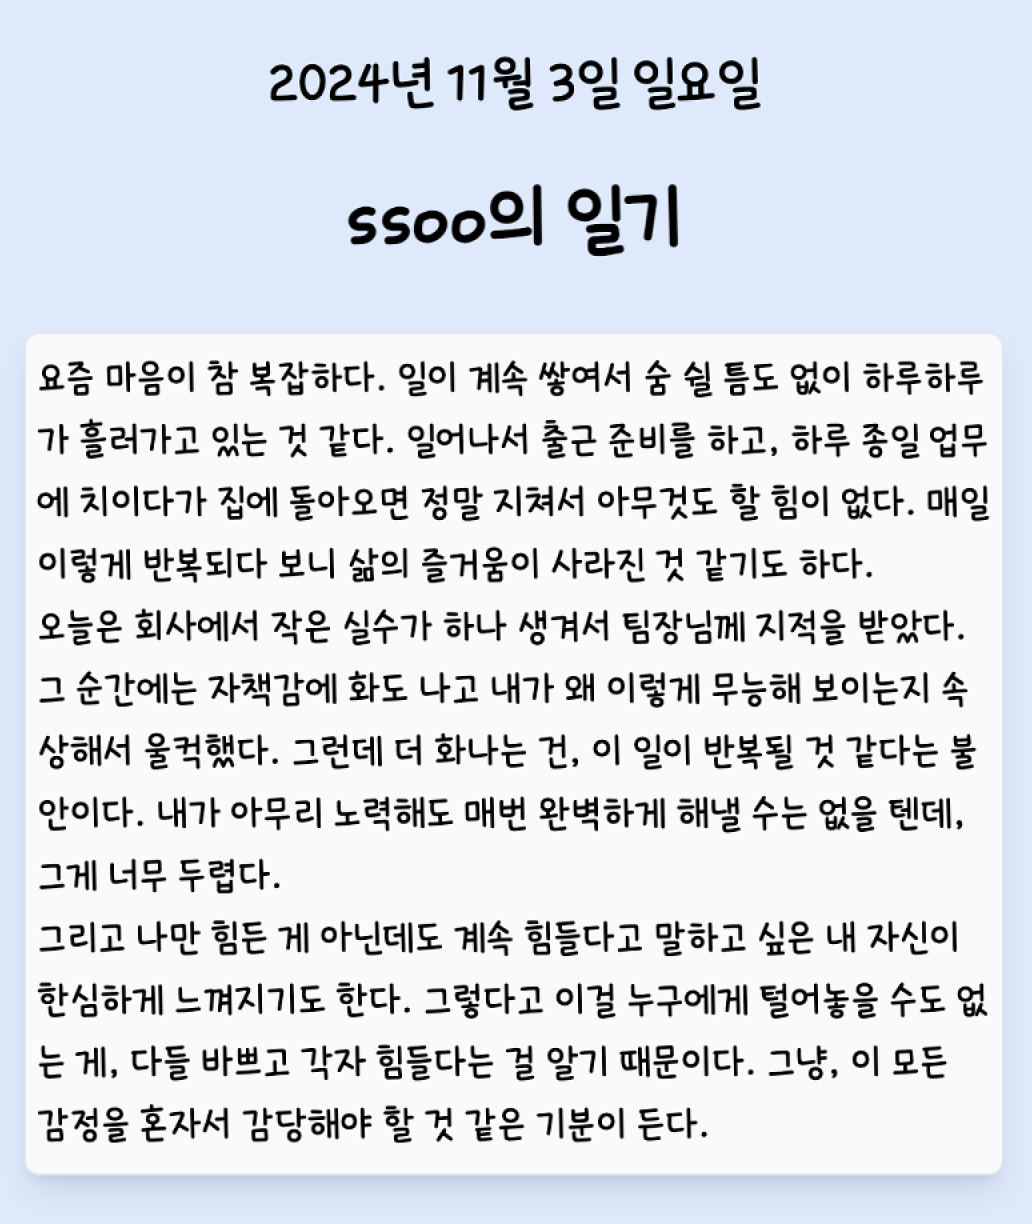 2024년 11월 3일 일요일
ssoo의 일기
요즘 마음이 참 복잡하다. 일이 계속 쌓여서 숨 쉴 틈도 없이 하루하루
가 흘러가고 있는 것 같다. 일어나서 출근 준비를 하고, 하루 종일 업무
에 치이다가 집에 돌아오면 정말 지쳐서 아무것도 할 힘이 없다. 매일
이렇게 반복되다 보니 삶의 즐거움이 사라진 것 같기도 하다.
오늘은 회사에서 작은 실수가 하나 생겨서 팀장님께 지적을 받았다.
그 순간에는 자책감에 화도 나고 내가 왜 이렇게 무능해 보이는지 속
상해서 울컥했다. 그런데 더 화나는 건, 이 일이 반복될 것 같다는 불
안이다. 내가 아무리 노력해도 매번 완벽하게 해낼 수는 없을 텐데,
그게 너무 두렵다.
그리고 나만 힘든 게 아닌데도 계속 힘들다고 말하고 싶은 내 자신이
한심하게 느껴지기도 한다. 그렇다고 이걸 누구에게 털어놓을 수도 없
는 게, 다들 바쁘고 각자 힘들다는 걸 알기 때문이다. 그냥, 이 모든
감정을 혼자서 감당해야 할 것 같은 기분이 든다.